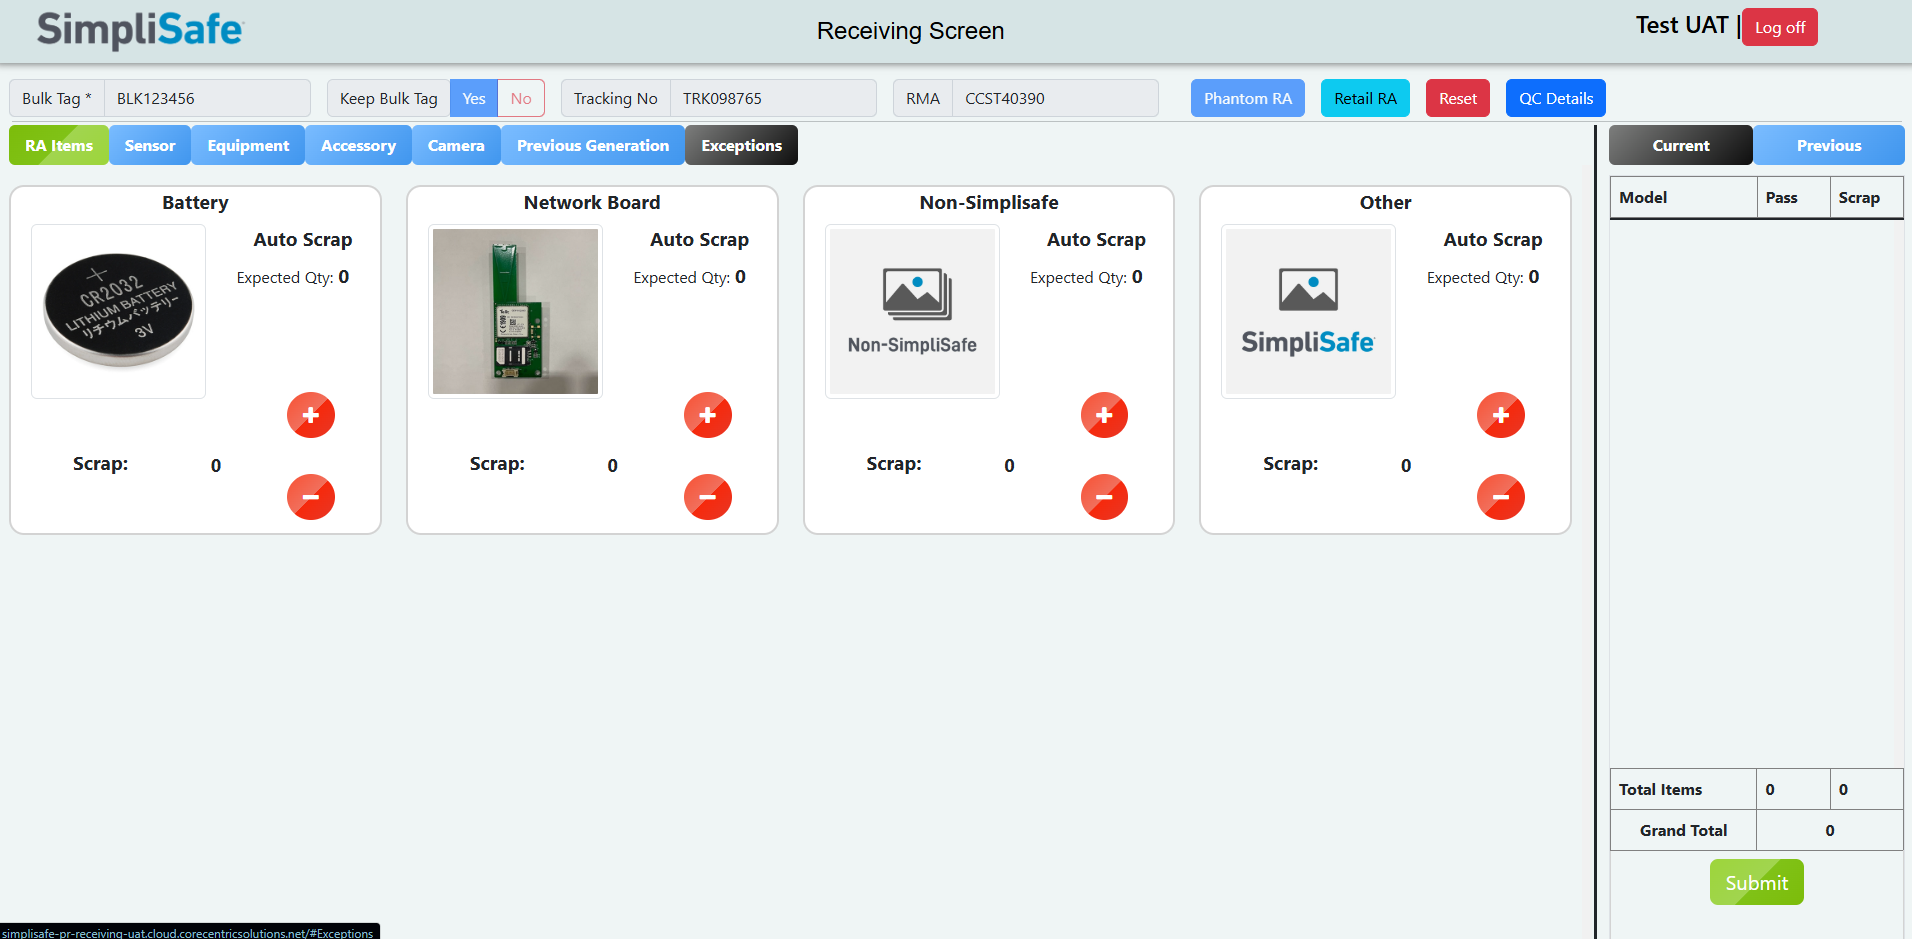 SimpliSafe
Receiving Screen
Test UAT | Log off
Bulk Tag * BLK123456 Keep Bulk Tag Yes No Tracking No TRK098765 RMA CCST40390 Phantom RA Retail RA Reset QC Details
RA Items Sensor Equipment Accessory Camera Previous Generation Exceptions
Current Previous
Battery
Auto Scrap
Expected Qty: 0
CR2032
LITHIUM BATTERY
リチウムバッテリー
3V
Scrap: 0
Network Board
Auto Scrap
Expected Qty: 0
Scrap: 0
Non-Simplisafe
Auto Scrap
Expected Qty: 0
Non-SimpliSafe
Scrap: 0
Other
Auto Scrap
Expected Qty: 0
SimpliSafe
Scrap: 0
Model Pass Scrap
Total Items 0 0
Grand Total 0
Submit
simplisafe-pr-receiving-uat.cloud.corecentricsolutions.net/#Exceptions